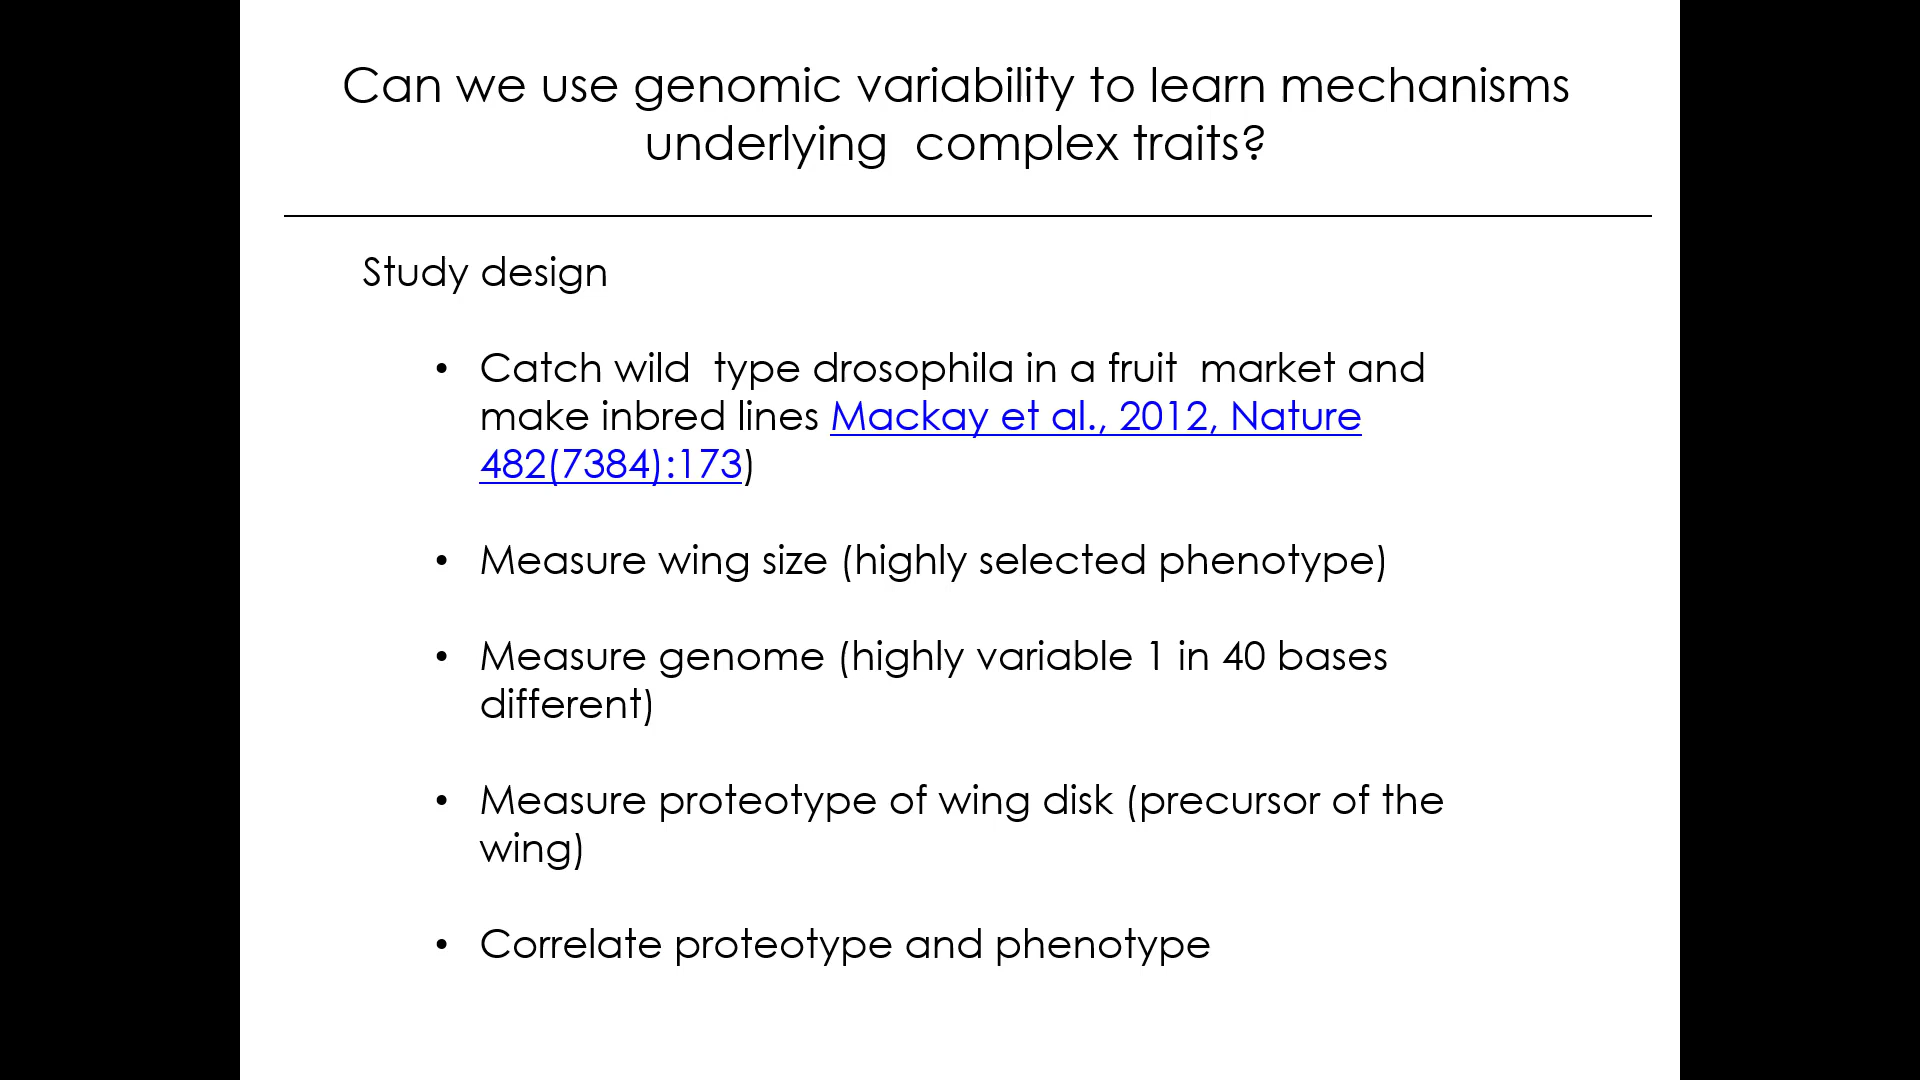 Can we use genomic variability to learn mechanisms
underlying complex traits?
Study design
• Catch wild type drosophila in a fruit market and
make inbred lines Mackay et al., 2012, Nature
482(7384):173)
• Measure wing size (highly selected phenotype)
• Measure genome (highly variable 1 in 40 bases
different)
• Measure proteotype of wing disk (precursor of the
wing)
• Correlate proteotype and phenotype